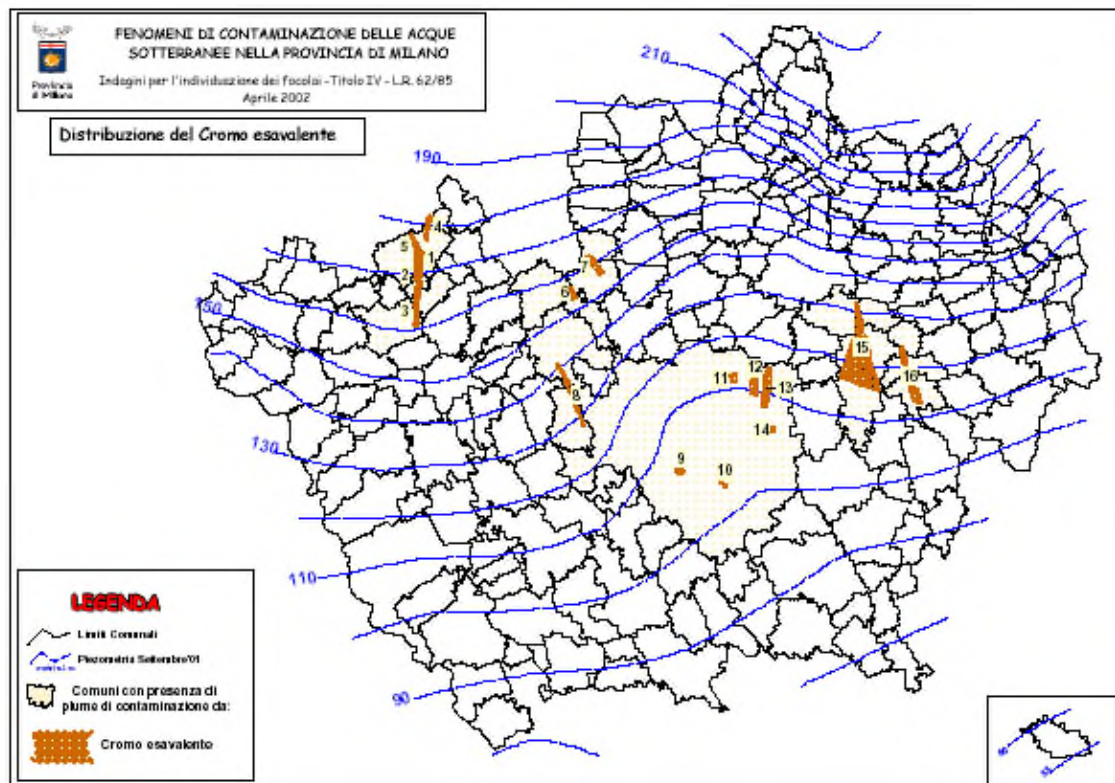 FENOMENI DI CONTAMINAZIONE DELLE ACQUE
SOTTERRANEE NELLA PROVINCIA DI MILANO
Indagini per l'individuazione dei focolai - Titolo IV - L.R. 62/85
Aprile 2002
Provincia
di Milano
Distribuzione del Cromo esavalente
210
190
150
130
110
90
4
5
2
3
7
6
8
9
10
11
12
13
14
15
16
LEGENDA
Limiti Comunali
Piezometria Settembre'01
Comuni con presenza di
plume di contaminazione da:
Cromo esavalente